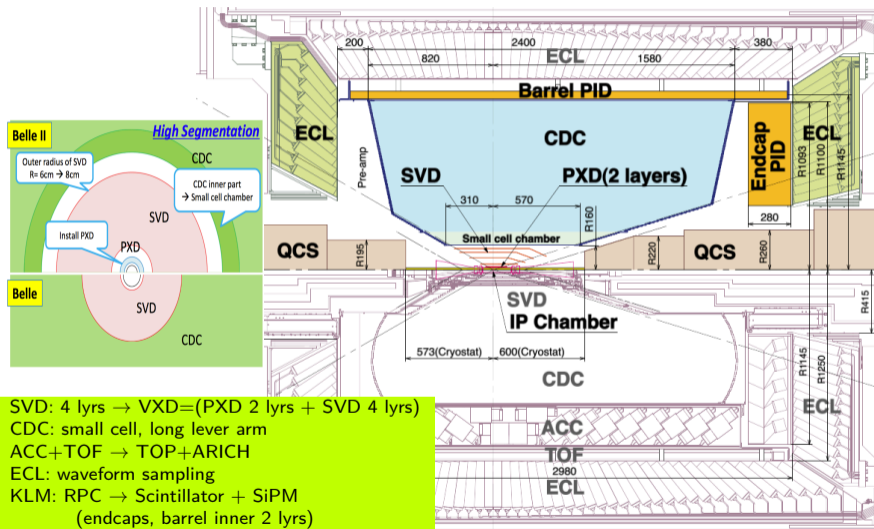 Belle II
High Segmentation
CDC
Outer radius of SVD
R= 6cm → 8cm
CDC inner part
→ Small cell chamber
SVD
Install PXD
PXD
Belle
SVD
CDC
200
2400
380
ECL
820
1580
Barrel PID
ECL
CDC
Endcap PID
ECL
R1093
R1100
R1145
Pre-amp
SVD
PXD(2 layers)
310
570
R160
280
Small cell chamber
QCS
R195
R220
QCS
R260
SVD
IP Chamber
R415
573(Cryostat)
600(Cryostat)
R1145
R1250
CDC
ECL
ACC
TOF
2980
ECL
SVD: 4 lyrs → VXD=(PXD 2 lyrs + SVD 4 lyrs)
CDC: small cell, long lever arm
ACC+TOF → TOP+ARICH
ECL: waveform sampling
KLM: RPC → Scintillator + SiPM
(endcaps, barrel inner 2 lyrs)